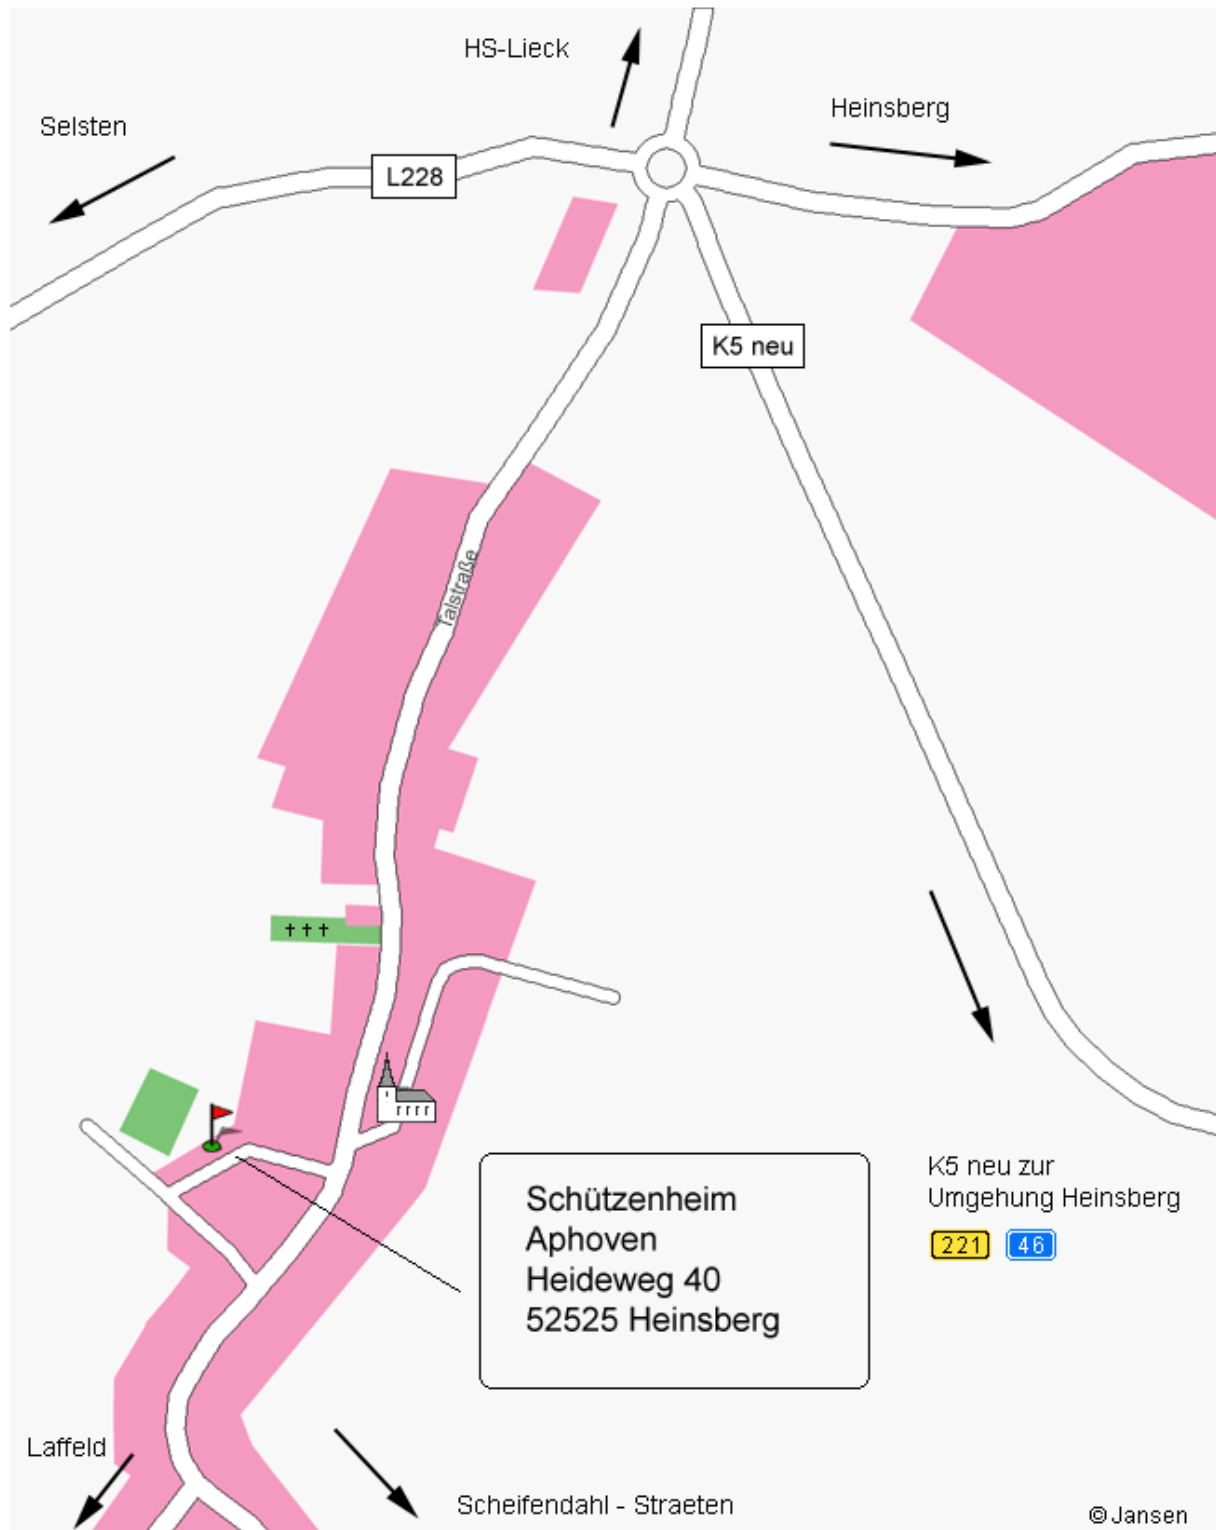 HS-Lieck
Heinsberg
Selsten
L228
K5 neu
Talstraße
K5 neu zur
Umgehung Heinsberg
221 46
Schützenheim
Aphoven
Heideweg 40
52525 Heinsberg
Laffeld
Scheifendahl - Straeten
© Jansen